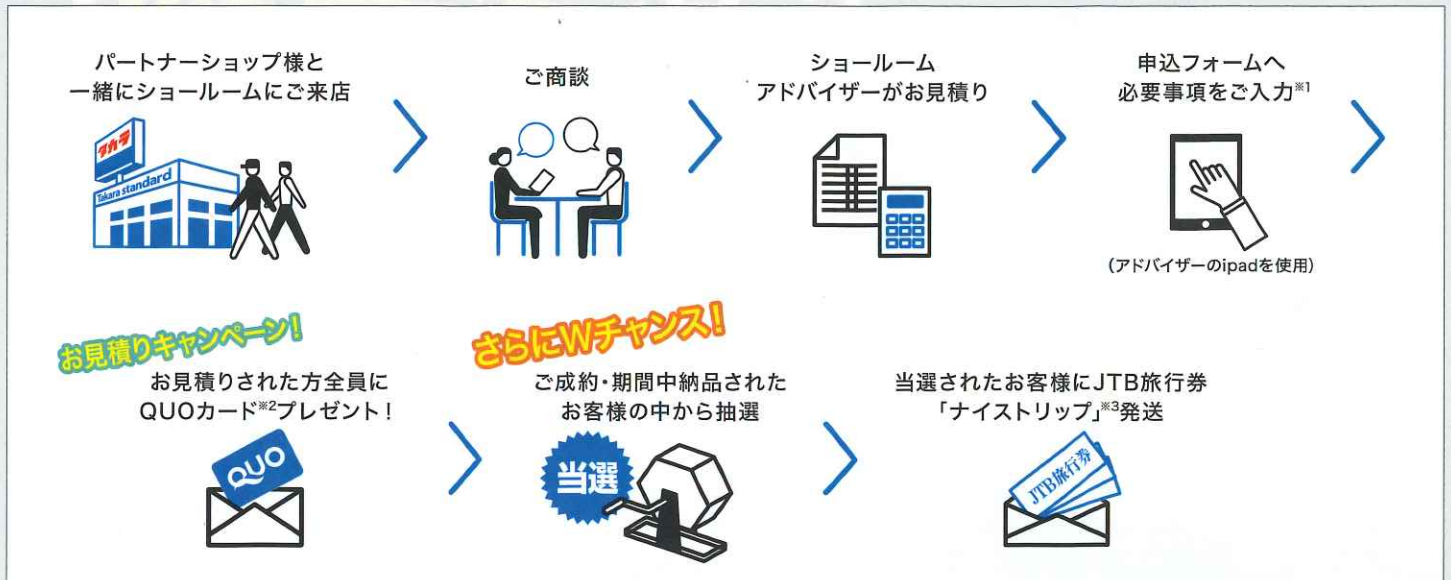 パートナーショップ様と
一緒にショールームにご来店
タカラ
Takara standard
ご商談
ショールーム
アドバイザーがお見積り
申込フォームへ
必要事項をご入力※1
(アドバイザーのipadを使用)
お見積りキャンペーン!
お見積りされた方全員に
QUOカード※2プレゼント!
QUO
さらにWチャンス!
ご成約・期間中納品された
お客様の中から抽選
当選
当選されたお客様にJTB旅行券
「ナイストリップ」※3発送
JTB旅行券